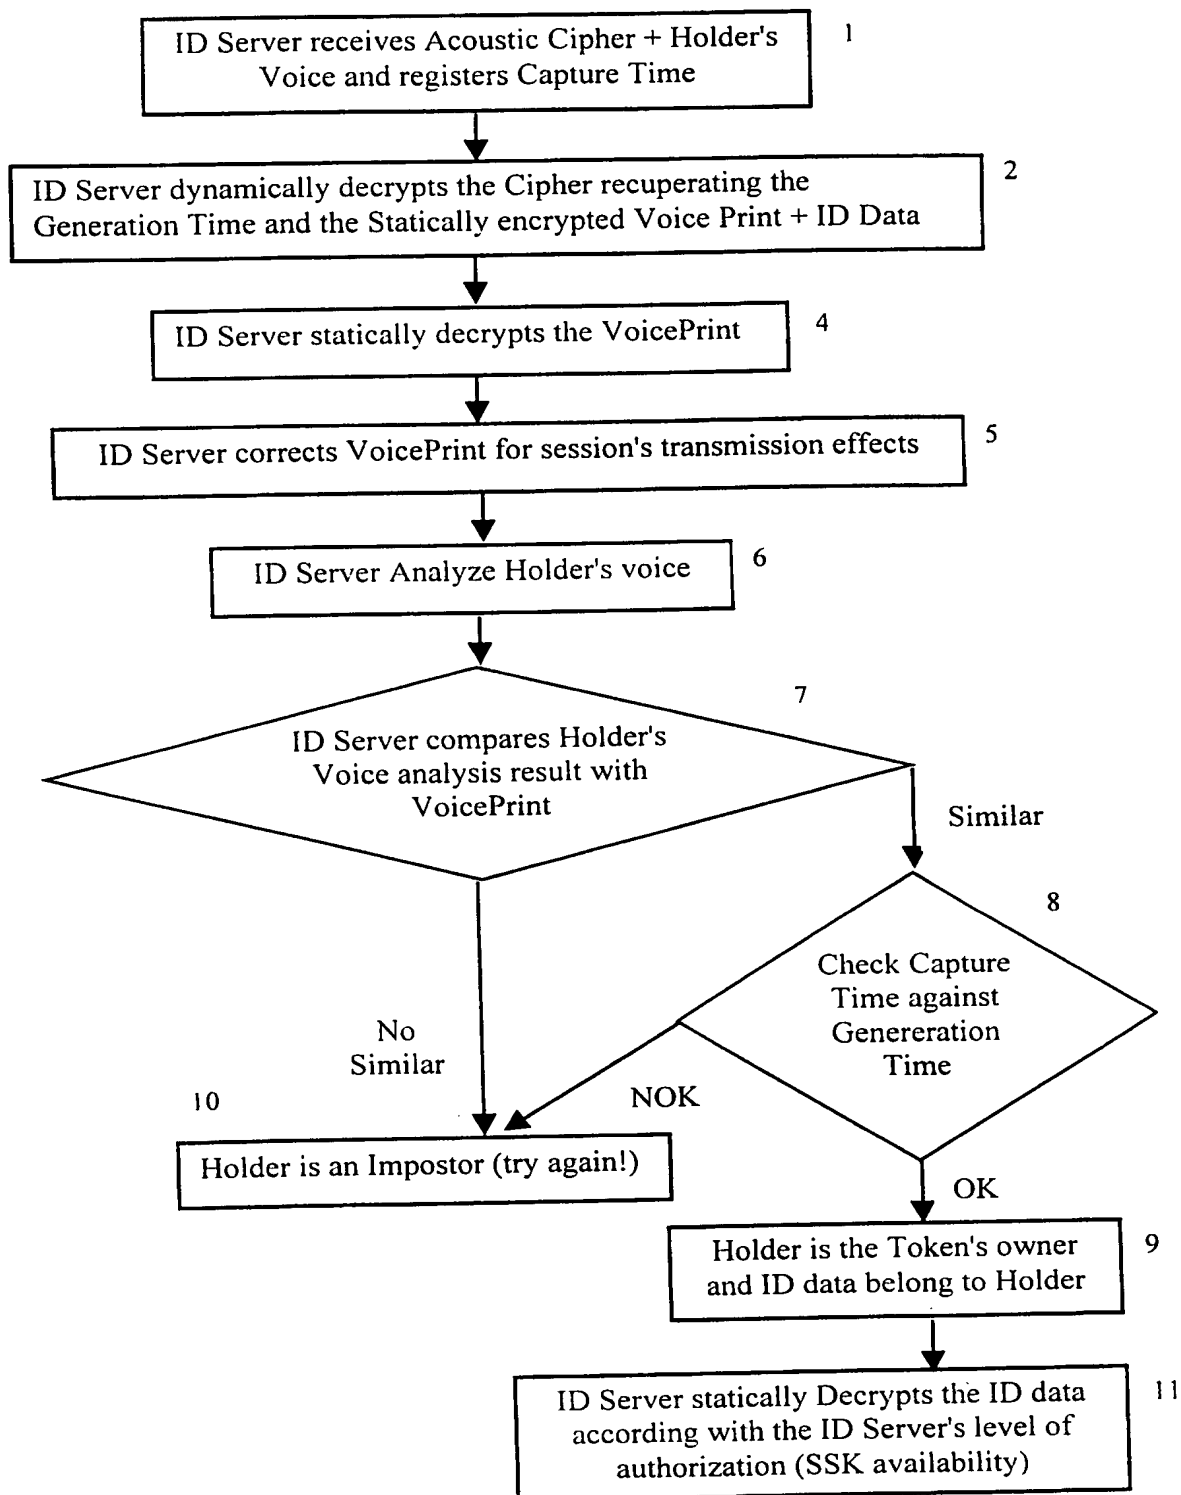 ID Server receives Acoustic Cipher + Holder's
Voice and registers Capture Time
1
ID Server dynamically decrypts the Cipher recuperating the
Generation Time and the Statically encrypted Voice Print + ID Data
2
ID Server statically decrypts the VoicePrint
4
ID Server corrects VoicePrint for session's transmission effects
5
ID Server Analyze Holder's voice
6
7
ID Server compares Holder's
Voice analysis result with
VoicePrint
Similar
8
Check Capture
Time against
Genereration
Time
No
Similar
NOK
10
Holder is an Impostor (try again!)
OK
Holder is the Token's owner
and ID data belong to Holder
9
ID Server statically Decrypts the ID data
according with the ID Server's level of
authorization (SSK availability)
11